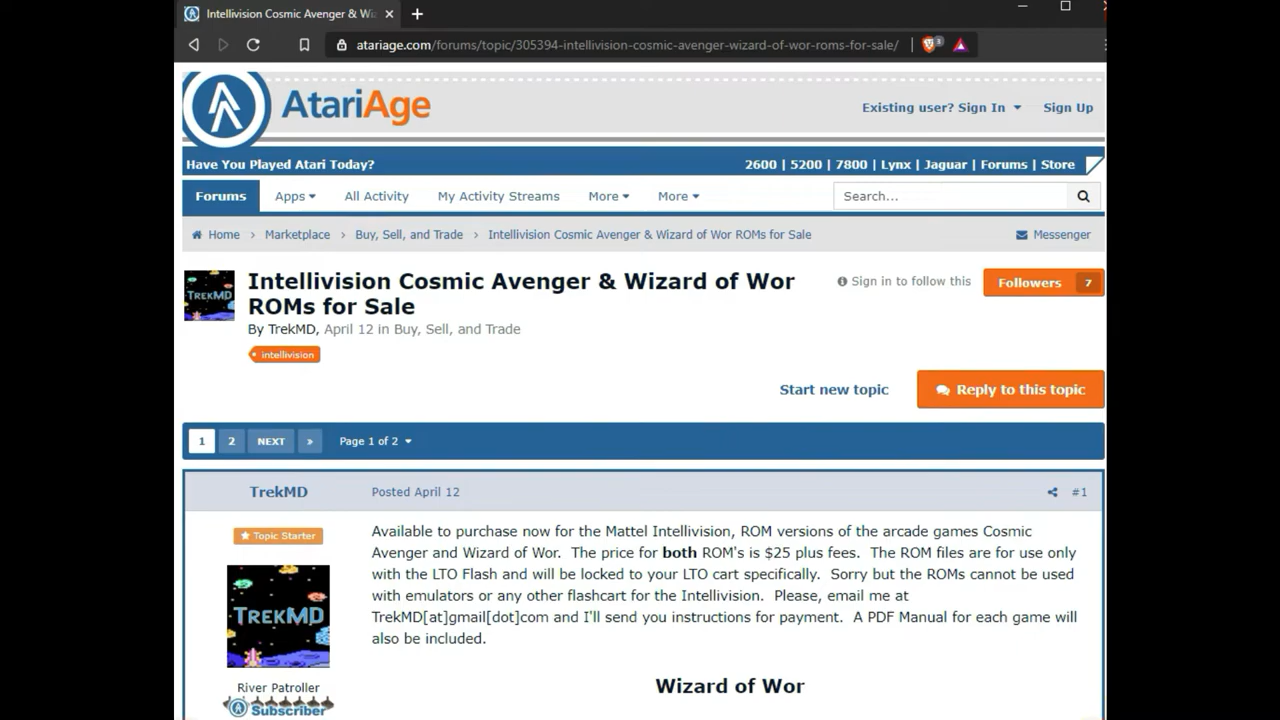 Intellivision Cosmic Avenger & Wi
atariage.com/forums/topic/305394-intellivision-cosmic-avenger-wizard-of-wor-roms-for-sale/
3
AtariAge
Existing user? Sign In
Sign Up
Have You Played Atari Today?
2600 | 5200 | 7800 | Lynx | Jaguar | Forums | Store
Forums
Apps
All Activity
My Activity Streams
More
More
Search...
Home
Marketplace
Buy, Sell, and Trade
Intellivision Cosmic Avenger & Wizard of Wor ROMs for Sale
Messenger
TREKMD
Intellivision Cosmic Avenger & Wizard of Wor
ROMs for Sale
By TrekMD, April 12 in Buy, Sell, and Trade
intellivision
Sign in to follow this
Followers 7
Start new topic
Reply to this topic
1
2
NEXT
»
Page 1 of 2
TrekMD
Posted April 12
#1
Topic Starter
TREKMD
River Patroller
Subscriber
Available to purchase now for the Mattel Intellivision, ROM versions of the arcade games Cosmic
Avenger and Wizard of Wor. The price for both ROM's is $25 plus fees. The ROM files are for use only
with the LTO Flash and will be locked to your LTO cart specifically. Sorry but the ROMs cannot be used
with emulators or any other flashcart for the Intellivision. Please, email me at
TrekMD[at]gmail[dot]com and I'll send you instructions for payment. A PDF Manual for each game will
also be included.
Wizard of Wor